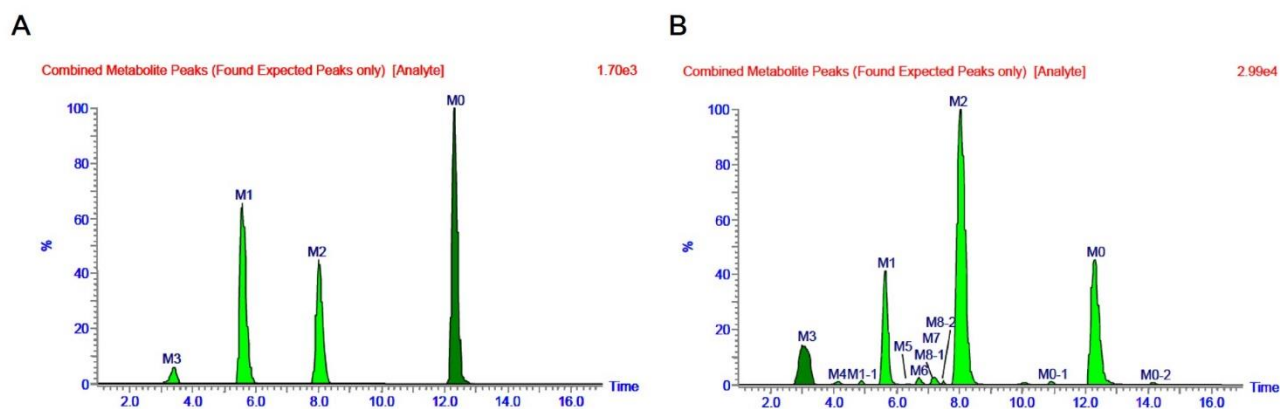 A
Combined Metabolite Peaks (Found Expected Peaks only) [Analyte] 1.70e3
100
80
60
40
20
0
%
M3
M1
M2
M0
2.0 4.0 6.0 8.0 10.0 12.0 14.0 16.0 Time
B
Combined Metabolite Peaks (Found Expected Peaks only) [Analyte] 2.99e4
100
80
60
40
20
0
%
M3
M4
M1-1
M1
M5
M6
M8-1
M7
M8-2
M2
M0-1
M0
M0-2
2.0 4.0 6.0 8.0 10.0 12.0 14.0 16.0 Time